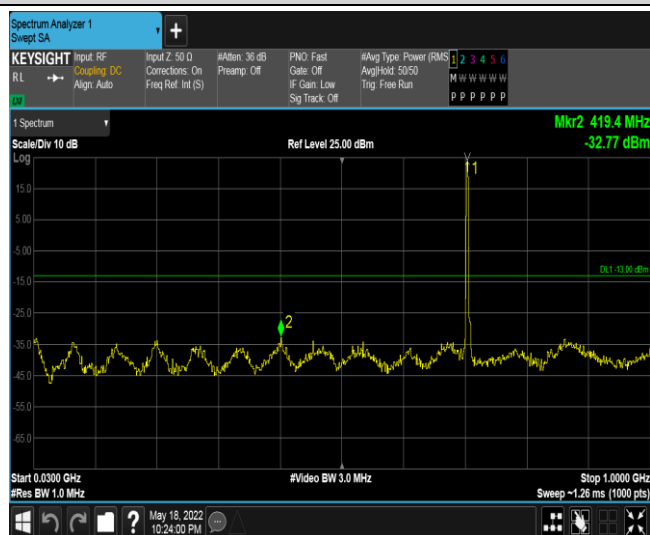 Spectrum Analyzer 1
Swept SA
+
KEYSIGHT
RL
Input: RF
Coupling: DC
Align: Auto
Input Z: 50 Ω
Corrections: On
Freq Ref: Int (S)
#Atten: 36 dB
Preamp: Off
PNO: Fast
Gate: Off
IF Gain: Low
Sig Track: Off
#Avg Type: Power (RMS
Avg|Hold: 50/50
Trig: Free Run
1 2 3 4 5 6
M W W W W W
P P P P P P
1 Spectrum
Mkr2 419.4 MHz
-32.77 dBm
Scale/Div 10 dB
Ref Level 25.00 dBm
Log
1
15.0
5.00
-5.00
DL1 -13.00 dBm
-15.0
-25.0
2
-35.0
-45.0
-55.0
-65.0
Start 0.0300 GHz
#Video BW 3.0 MHz
Stop 1.0000 GHz
#Res BW 1.0 MHz
Sweep ~1.26 ms (1000 pts)
?
May 18, 2022
10:24:00 PM